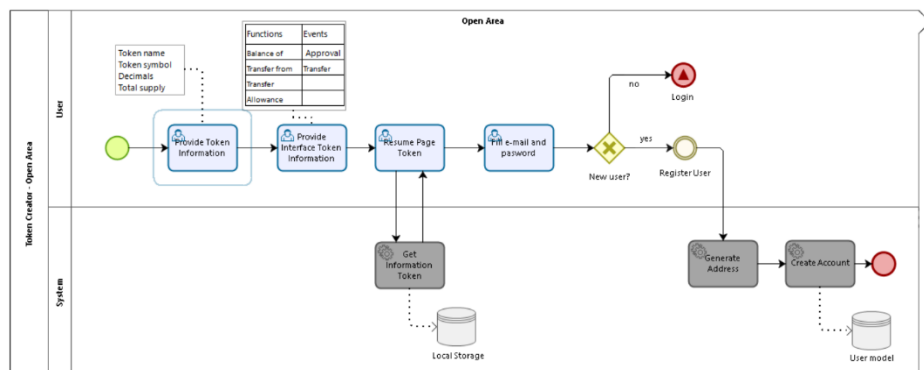 Open Area
Token Creator - Open Area
User
Token name
Token symbol
Decimals
Total supply
Functions Events
Balance of Approval
Transfer from Transfer
Transfer
Allowance
Provide Token
Information
Provide
Interface Token
Information
Resume Page
Token
Fill e-mail and
pasword
New user?
no
Login
yes
Register User
System
Get
Information
Token
Local Storage
Generate
Address
Create Account
User model